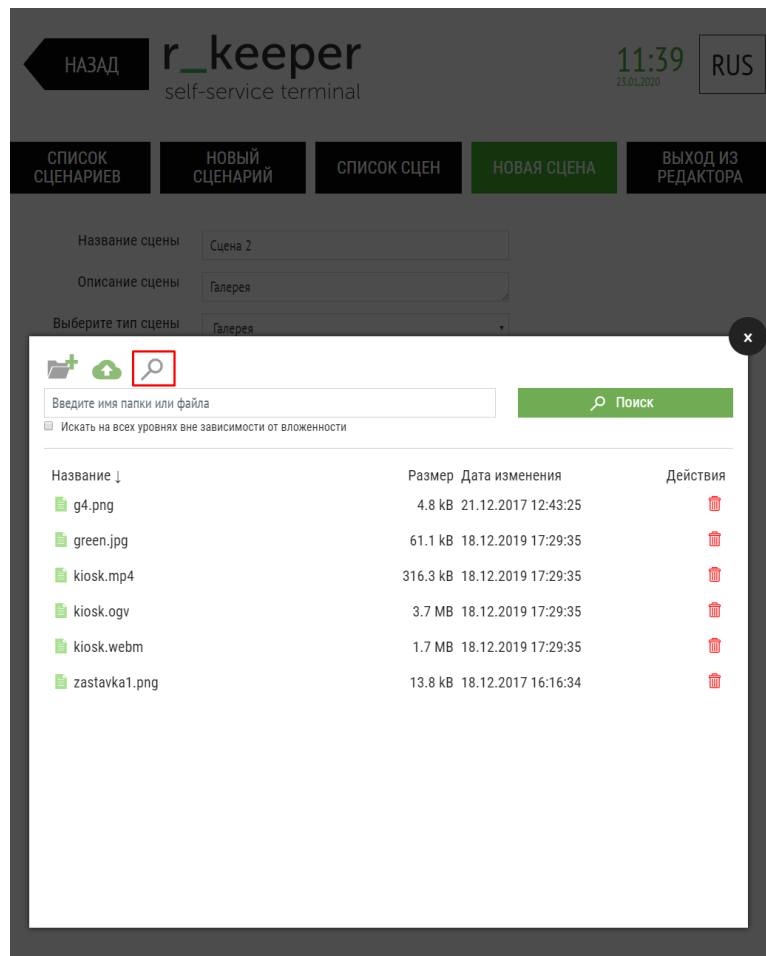 НАЗАД
r_keeper
self-service terminal
11:39
23.01.2020
RUS
СПИСОК СЦЕНАРИЕВ
НОВЫЙ СЦЕНАРИЙ
СПИСОК СЦЕН
НОВАЯ СЦЕНА
ВЫХОД ИЗ РЕДАКТОРА
Название сцены
Сцена 2
Описание сцены
Галерея
Выберите тип сцены
Галерея
x
Введите имя папки или файла
Поиск
Искать на всех уровнях вне зависимости от вложенности
Название ↓ Размер Дата изменения Действия
g4.png 4.8 kB 21.12.2017 12:43:25
green.jpg 61.1 kB 18.12.2019 17:29:35
kiosk.mp4 316.3 kB 18.12.2019 17:29:35
kiosk.ogv 3.7 MB 18.12.2019 17:29:35
kiosk.webm 1.7 MB 18.12.2019 17:29:35
zastavka1.png 13.8 kB 18.12.2017 16:16:34